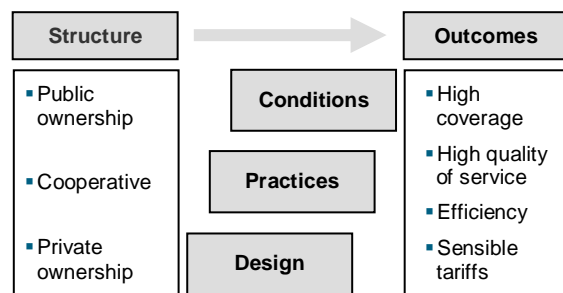 Structure
Outcomes
▪ Public
ownership
▪ Cooperative
▪ Private
ownership
Conditions
Practices
Design
▪ High
coverage
▪ High quality
of service
▪ Efficiency
▪ Sensible
tariffs